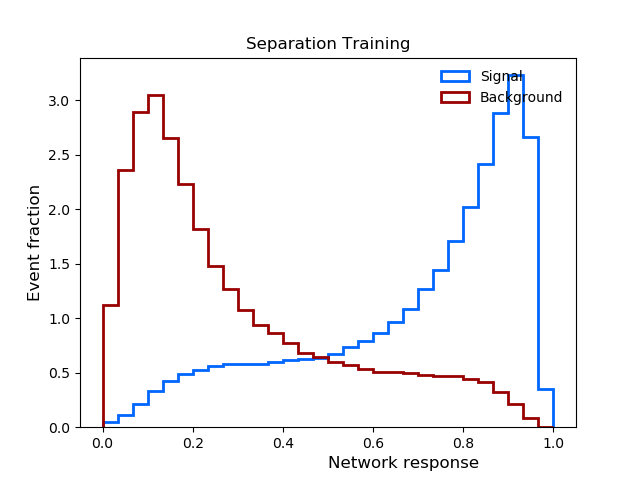 Separation Training
Signal
Background
Event fraction
3.0
2.5
2.0
1.5
1.0
0.5
0.0
0.0 0.2 0.4 0.6 0.8 1.0
Network response